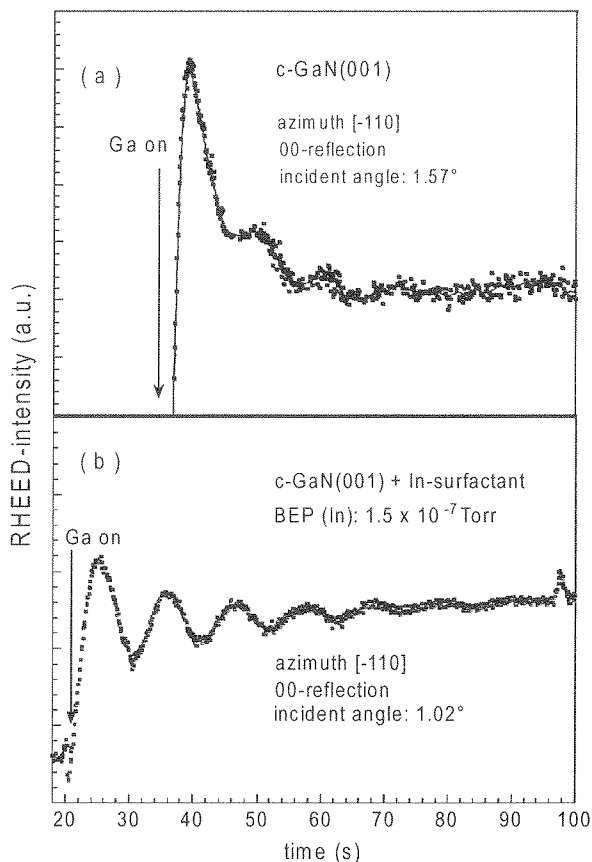 (a)
c-GaN(001)
azimuth [-110]
00-reflection
incident angle: 1.57°
Ga on
RHEED-intensity (a.u.)
(b)
c-GaN(001) + In-surfactant
BEP (In): 1.5 x 10⁻⁷ Torr
Ga on
azimuth [-110]
00-reflection
incident angle: 1.02°
20 30 40 50 60 70 80 90 100
time (s)